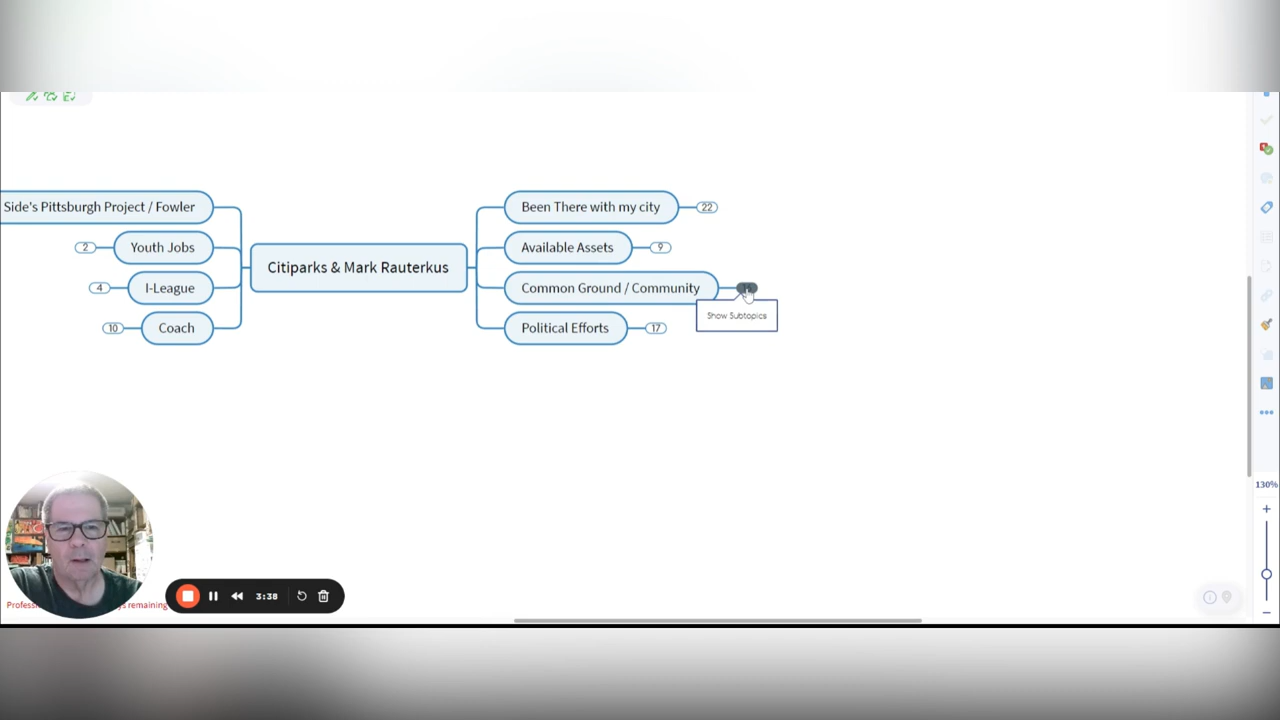 Side's Pittsburgh Project / Fowler
2
Youth Jobs
4
I-League
10
Coach
Citiparks & Mark Rauterkus
Been There with my city
22
Available Assets
9
Common Ground / Community
Show Subtopics
Political Efforts
17
130%
3:38
remaining